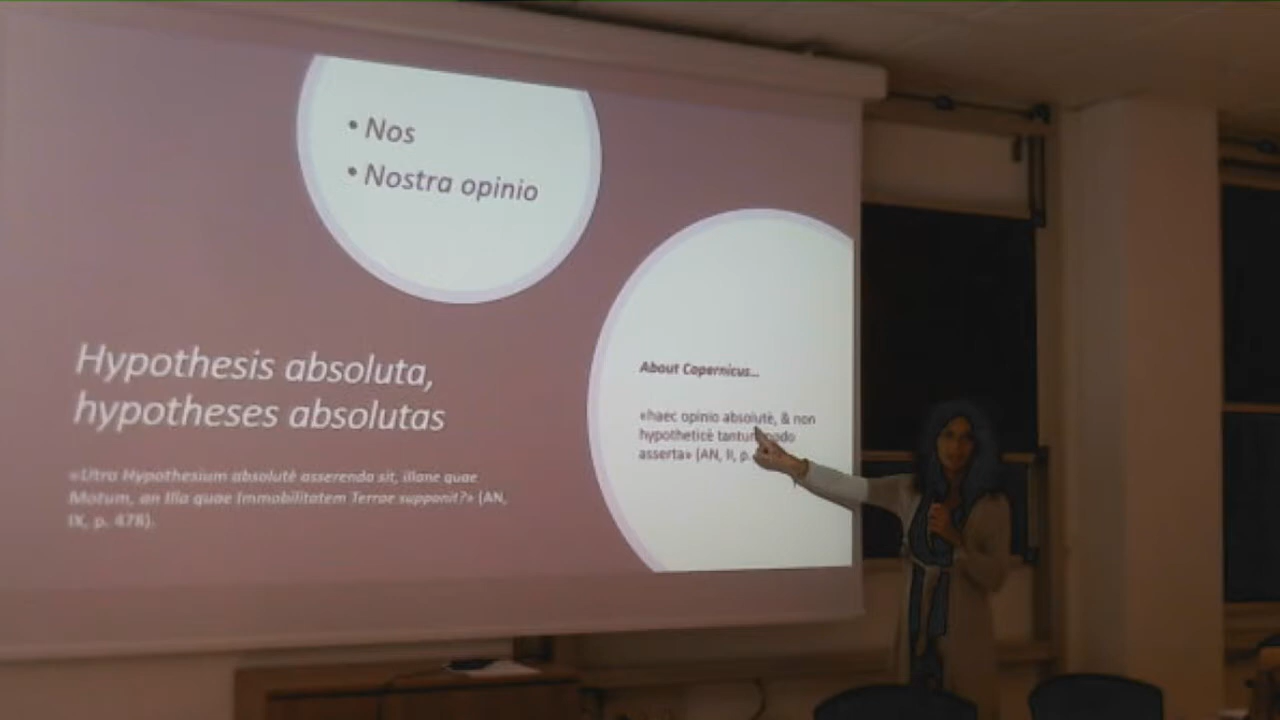 • Nos
• Nostra opinio
Hypothesis absoluta,
hypotheses absolutas
«Utra Hypothesium absolutè asserenda sit, illane quae
Motum, an illa quae Immobilitatem Terrae supponit?» (AN,
IX, p. 478).
About Copernicus...
«haec opinio absolutè, & non
hypotheticè
asserta» (AN, II, p.